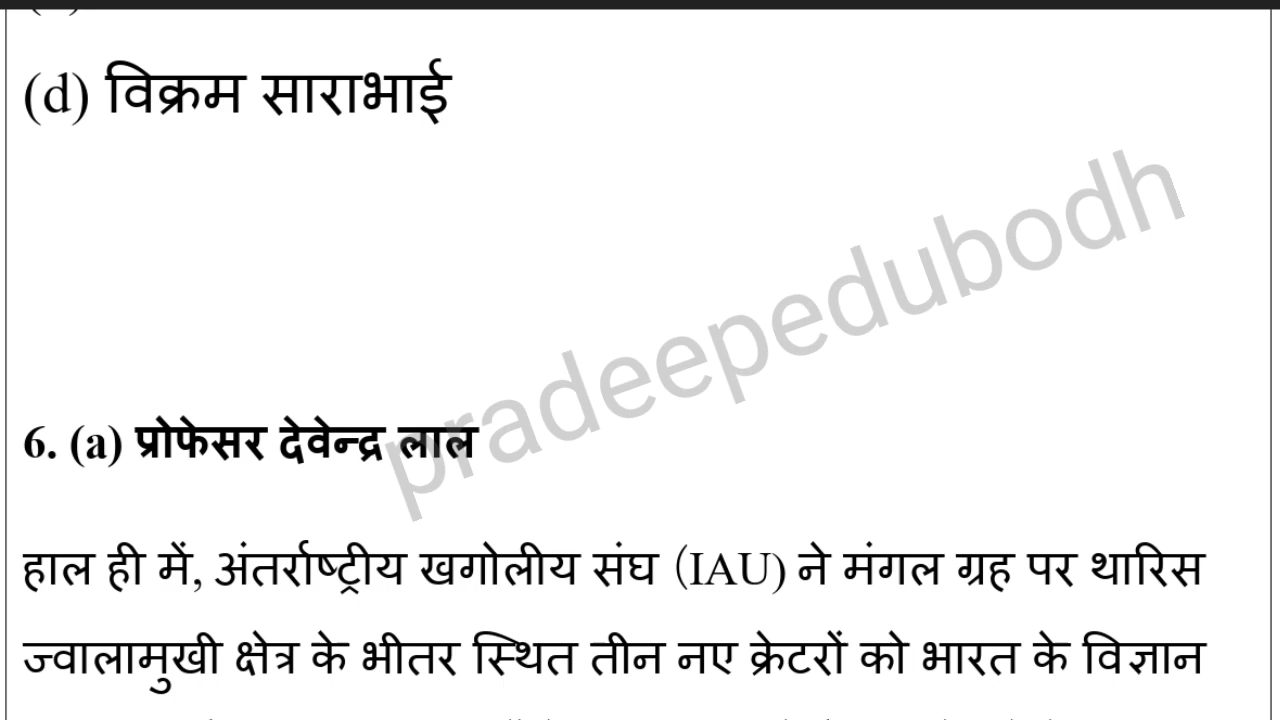 (d) विक्रम साराभाई
pradeepedubodh
6. (a) प्रोफेसर देवेन्द्र लाल
हाल ही में, अंतर्राष्ट्रीय खगोलीय संघ (IAU) ने मंगल ग्रह पर थारिस
ज्वालामुखी क्षेत्र के भीतर स्थित तीन नए क्रेटरों को भारत के विज्ञान